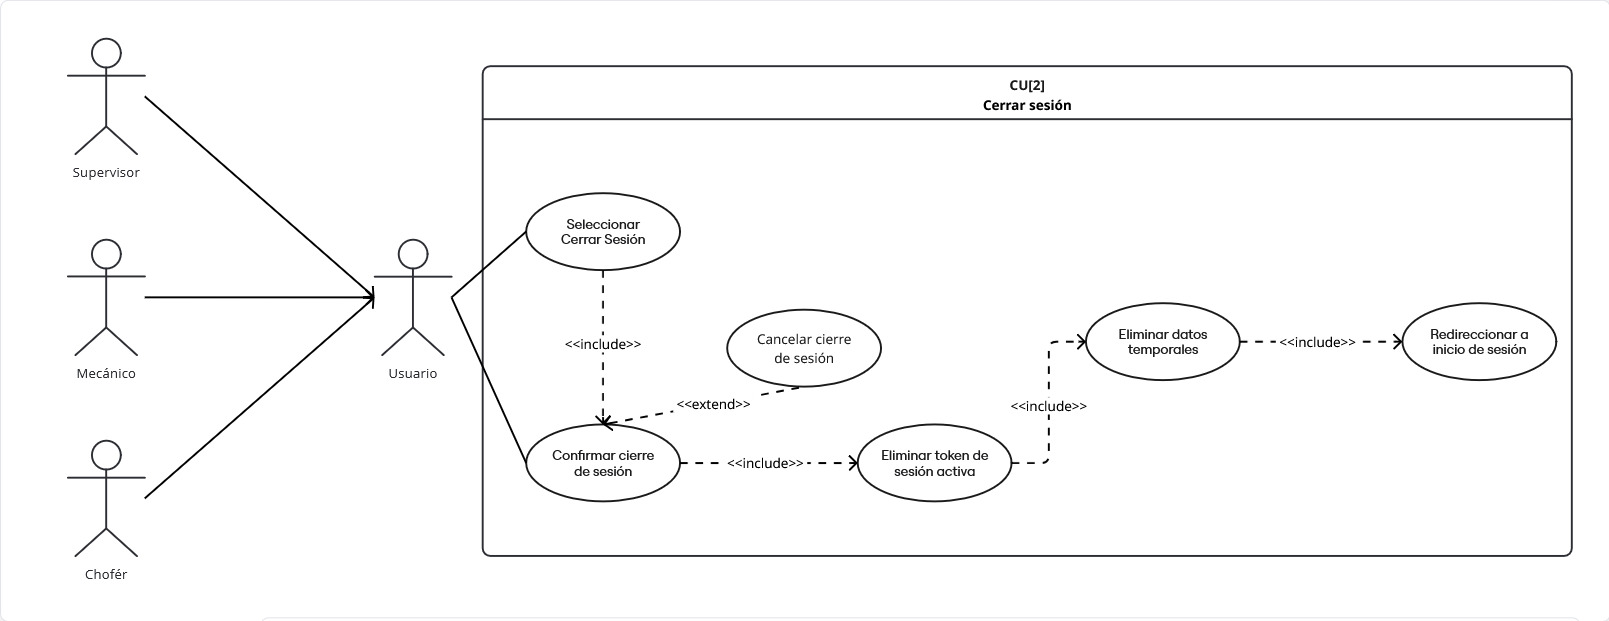 CU[2]
Cerrar sesión
Supervisor
Mecánico
Chofér
Usuario
Seleccionar
Cerrar Sesión
<<include>>
Cancelar cierre
de sesión
<<extend>>
Confirmar cierre
de sesión
<<include>>
Eliminar token de
sesión activa
<<include>>
Eliminar datos
temporales
<<include>>
Redireccionar a
inicio de sesión